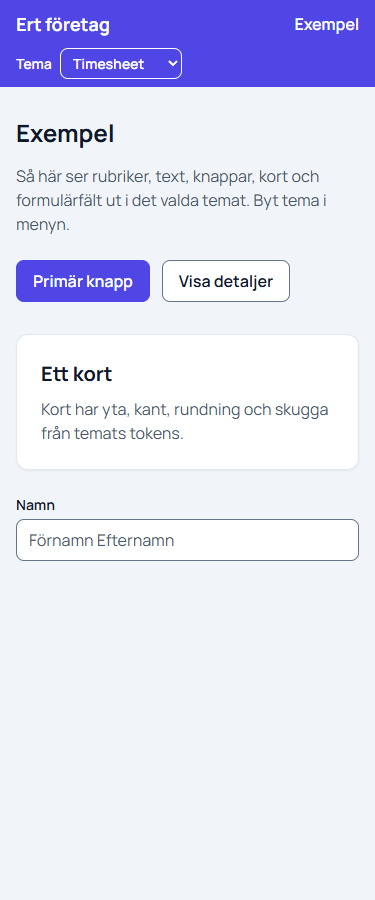 Ert företag
Exempel
Tema
Timesheet
Exempel
Så här ser rubriker, text, knappar, kort och
formulärfält ut i det valda temat. Byt tema i
menyn.
Primär knapp
Visa detaljer
Ett kort
Kort har yta, kant, rundning och skugga
från temats tokens.
Namn
Förnamn Efternamn